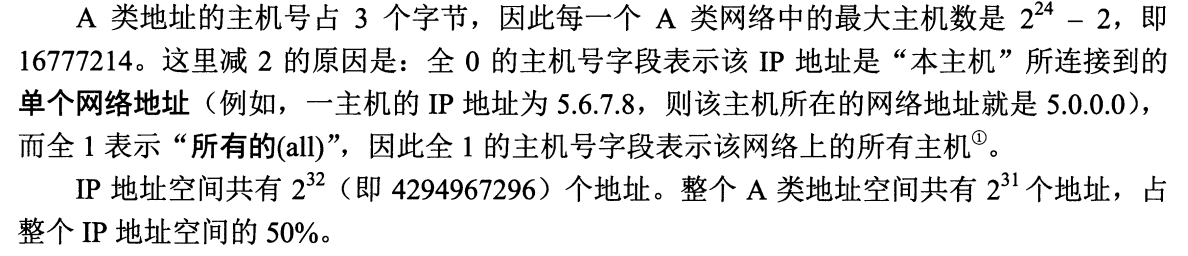 A 类地址的主机号占 3 个字节，因此每一个 A 类网络中的最大主机数是 2²⁴ – 2，即
16777214。这里减 2 的原因是：全 0 的主机号字段表示该 IP 地址是“本主机”所连接到的
单个网络地址（例如，一主机的 IP 地址为 5.6.7.8，则该主机所在的网络地址就是 5.0.0.0），
而全 1 表示“所有的(all)”，因此全 1 的主机号字段表示该网络上的所有主机①。
IP 地址空间共有 2³²（即 4294967296）个地址。整个 A 类地址空间共有 2³¹ 个地址，占
整个 IP 地址空间的 50%。